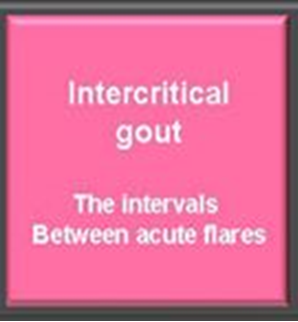 Intercritical
gout
The intervals
Between acute flares